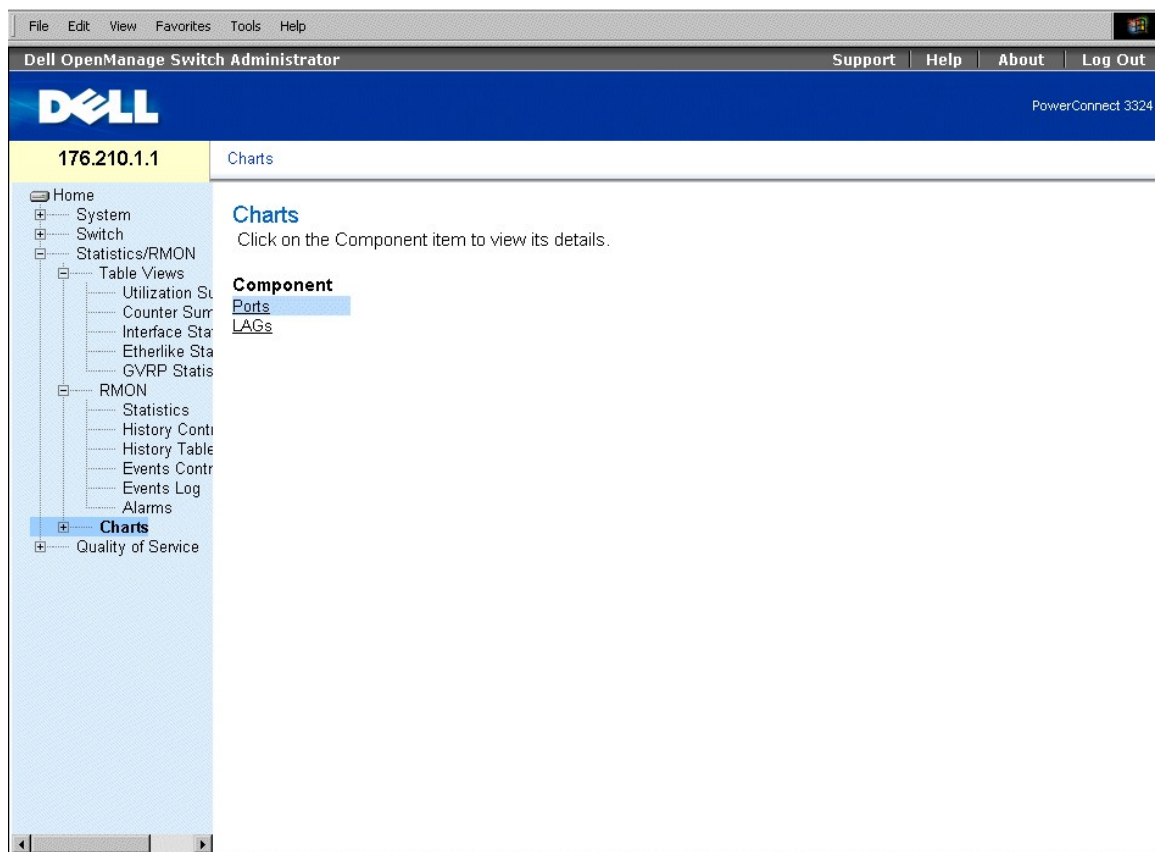 File Edit View Favorites Tools Help
Dell OpenManage Switch Administrator Support Help About Log Out
DELL
PowerConnect 3324
176.210.1.1
Charts
Home
System
Switch
Statistics/RMON
Table Views
Utilization Su
Counter Sum
Interface Sta
Etherlike Sta
GVRP Statis
RMON
Statistics
History Contr
History Table
Events Contr
Events Log
Alarms
Charts
Quality of Service
Charts
Click on the Component item to view its details.
Component
Ports
LAGs